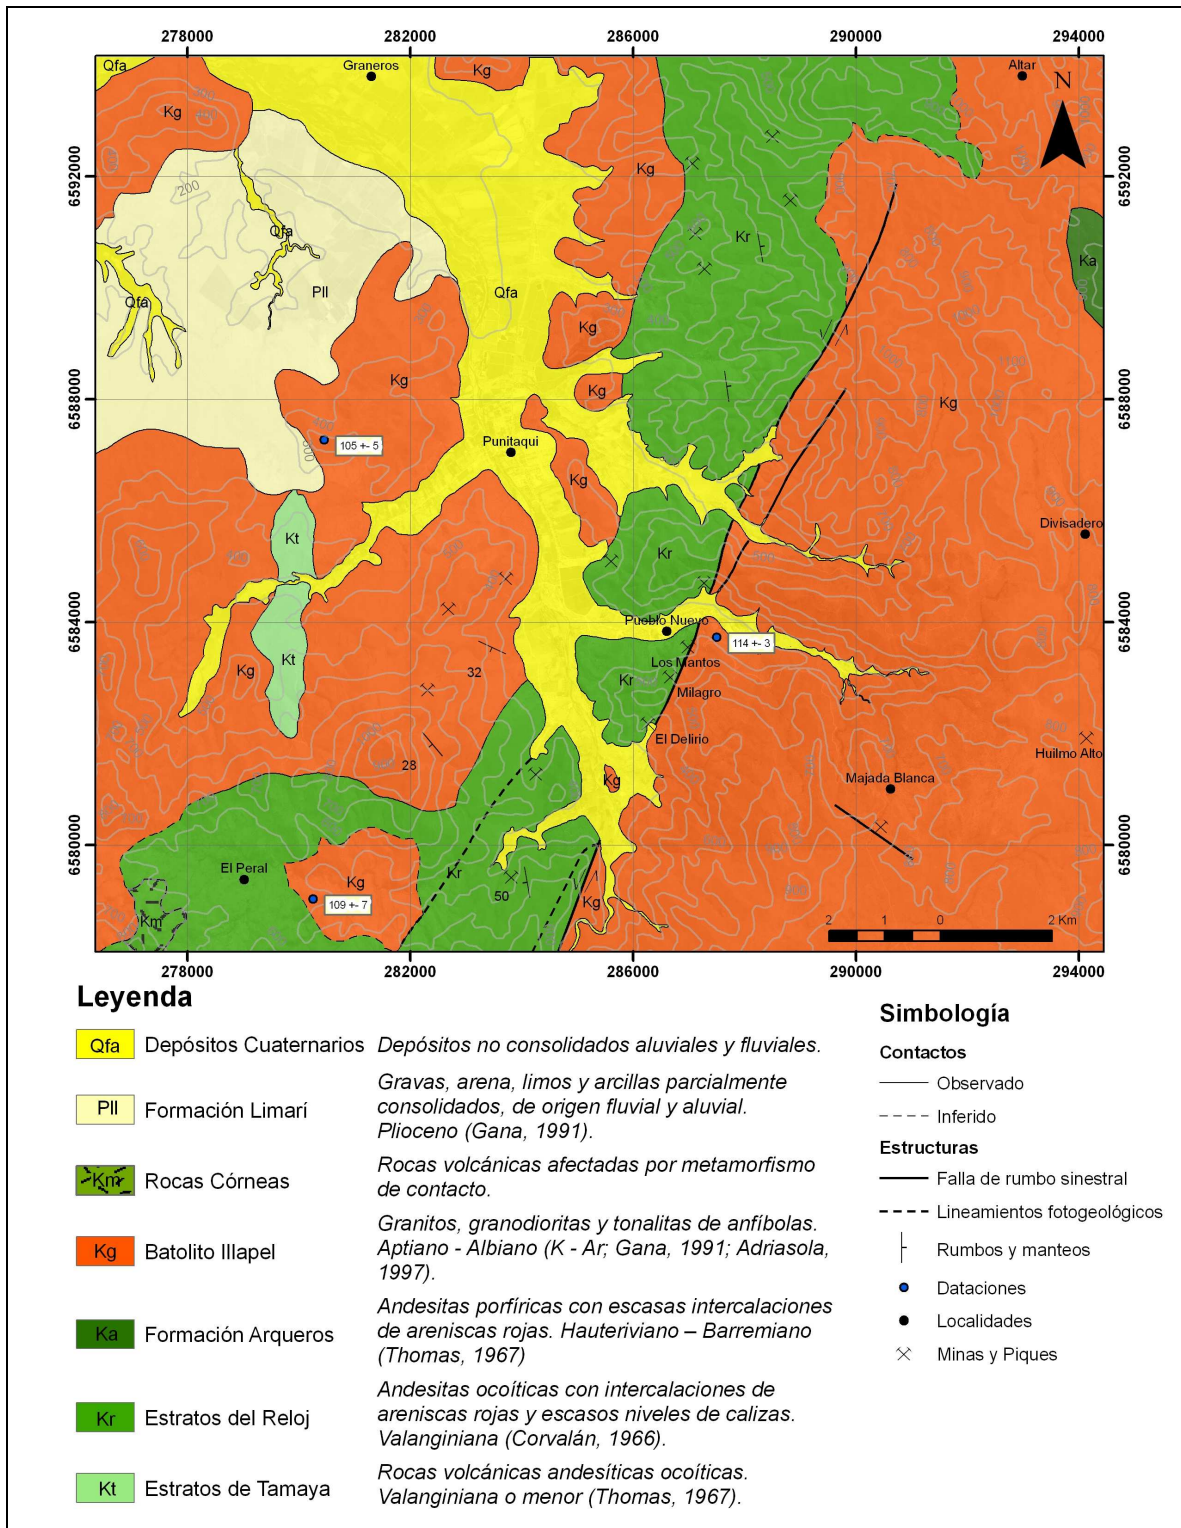 278000 282000 286000 290000 294000
Qfa
Graneros
Kg
Altar
N
Kg
6592000
6592000
200
Kg
Qfa
Kr
Ka
Qfa
Pll
Qfa
Kg
Kg
Kg
Kg
6588000
6588000
105 +- 5
Punitaqui
Kg
Divisadero
Kt
Kr
6584000
6584000
Pueblo Nuevo
114 +- 3
Los Mantos
Kt
Kg
32
Kr
Milagro
El Delirio
Huilmo Alto
28
Kg
Majada Blanca
6580000
6580000
El Peral
Kr
Kg
50
Kg
109 +- 7
Km
2 1 0 2 Km
278000 282000 286000 290000 294000
Leyenda
Qfa Depósitos Cuaternarios Depósitos no consolidados aluviales y fluviales.
Pll Formación Limarí Gravas, arena, limos y arcillas parcialmente
consolidados, de origen fluvial y aluvial.
Plioceno (Gana, 1991).
Km Rocas Córneas Rocas volcánicas afectadas por metamorfismo
de contacto.
Kg Batolito Illapel Granitos, granodioritas y tonalitas de anfíbolas.
Aptiano - Albiano (K - Ar; Gana, 1991; Adriasola,
1997).
Ka Formación Arqueros Andesitas porfíricas con escasas intercalaciones
de areniscas rojas. Hauteriviano – Barremiano
(Thomas, 1967)
Kr Estratos del Reloj Andesitas ocoíticas con intercalaciones de
areniscas rojas y escasos niveles de calizas.
Valanginiana (Corvalán, 1966).
Kt Estratos de Tamaya Rocas volcánicas andesíticas ocoíticas.
Valanginiana o menor (Thomas, 1967).
Simbología
Contactos
Observado
Inferido
Estructuras
Falla de rumbo sinestral
Lineamientos fotogeológicos
Rumbos y manteos
Dataciones
Localidades
Minas y Piques